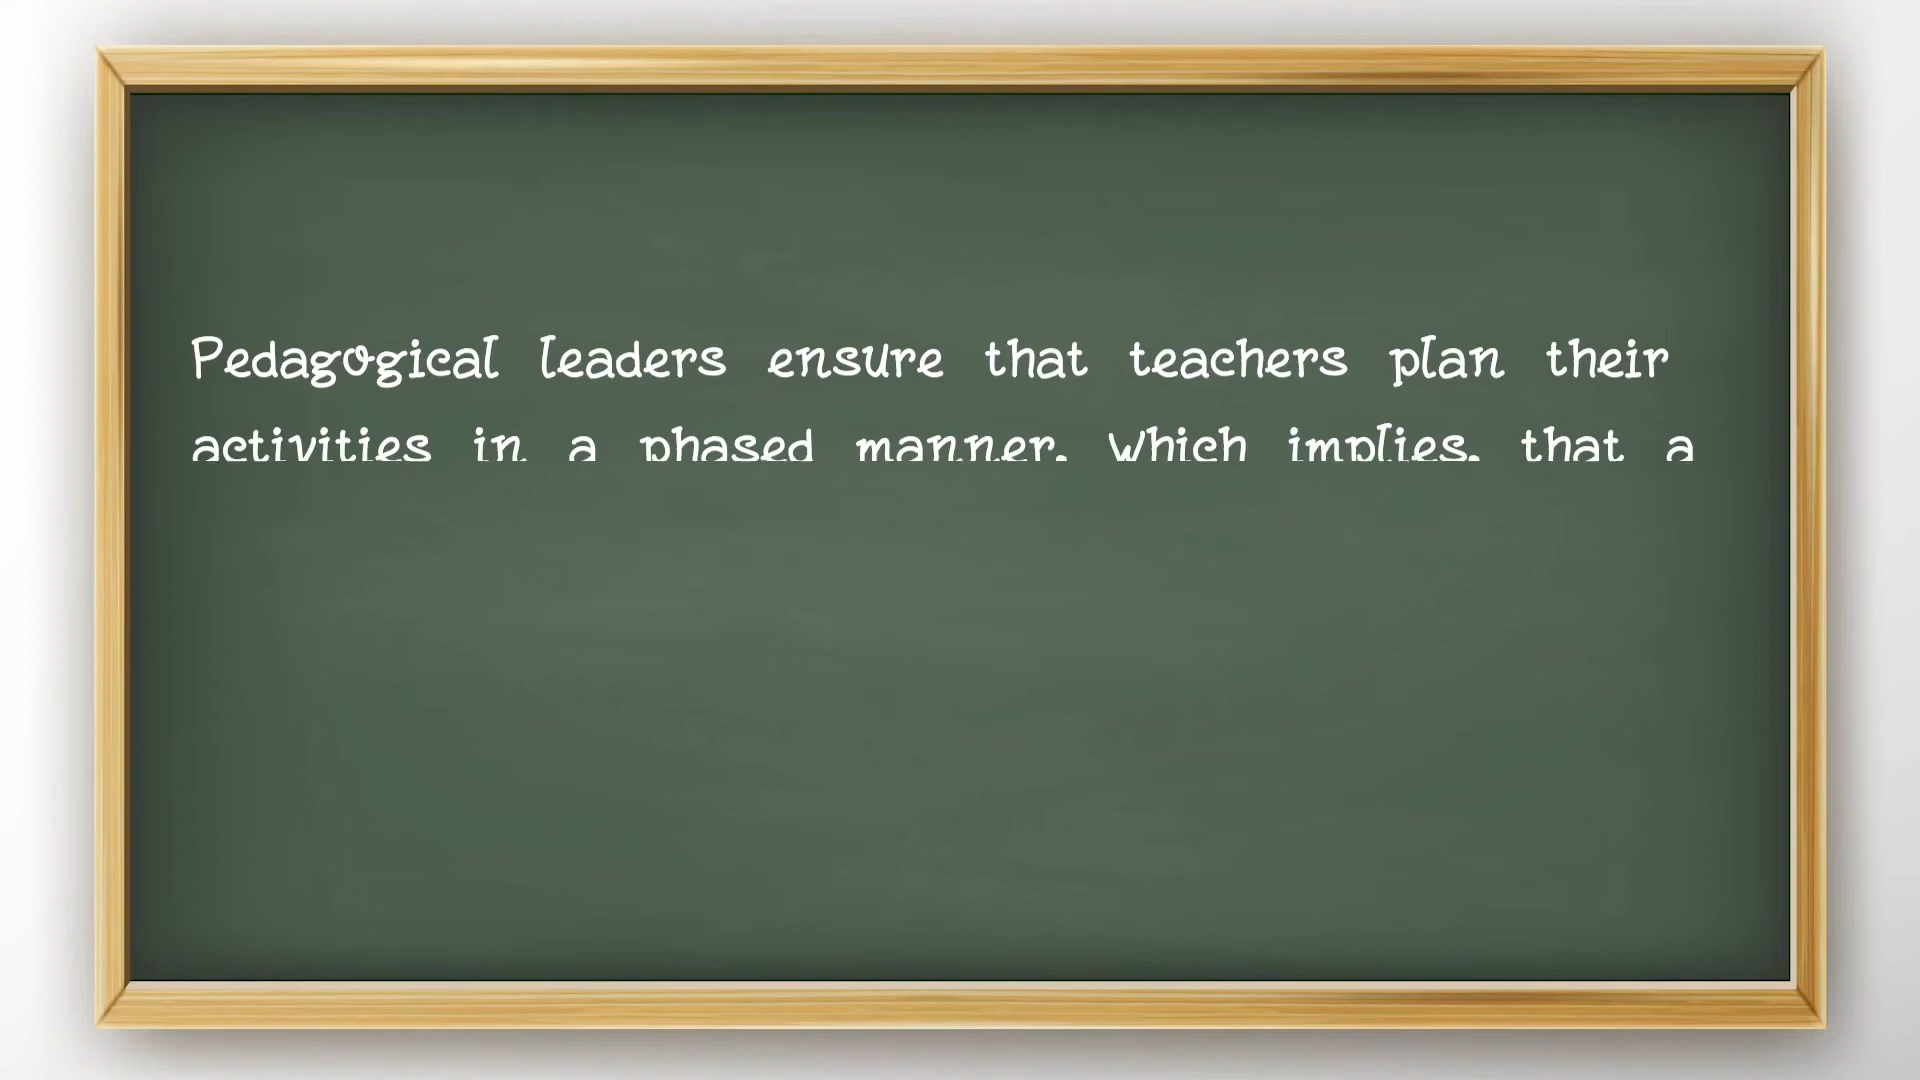 Pedagogical leaders ensure that teachers plan their
activities in a phased manner. Which implies, that a